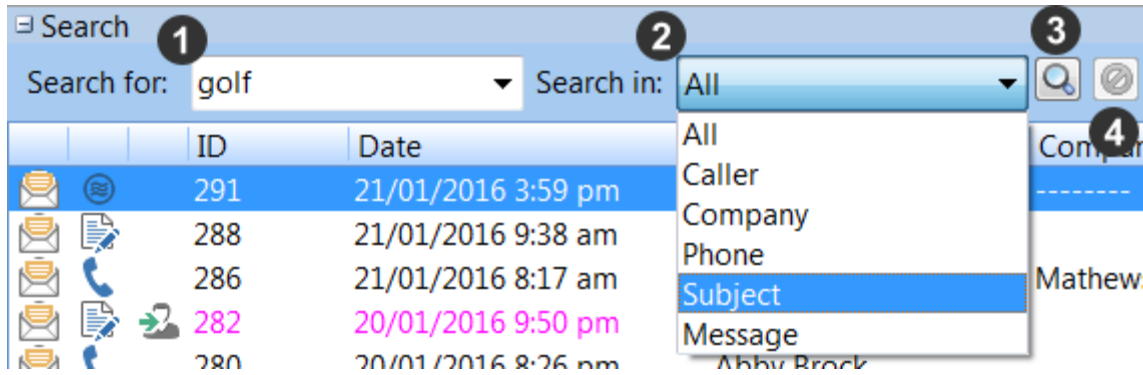 Search
1 2 3
Search for: golf Search in: All
All
Caller
Company
Phone
Subject
Message
4
ID Date
291 21/01/2016 3:59 pm --------
288 21/01/2016 9:38 am
286 21/01/2016 8:17 am Mathews
282 20/01/2016 9:50 pm
280 20/01/2016 8:26 pm Abby Brock